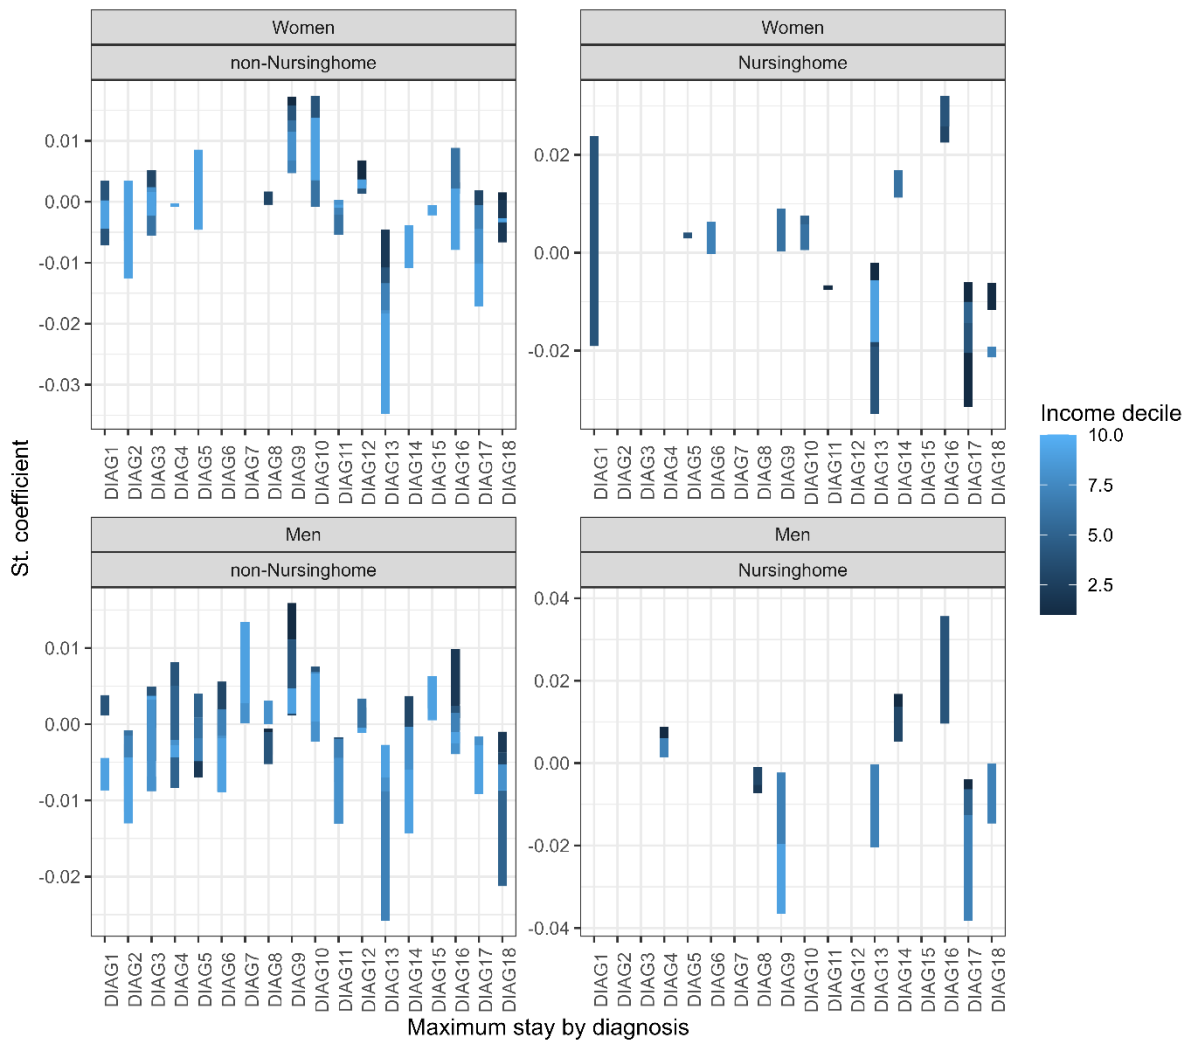 Women
non-Nursinghome
0.01
0.00
-0.01
-0.02
-0.03
DIAG1
DIAG2
DIAG3
DIAG4
DIAG5
DIAG6
DIAG7
DIAG8
DIAG9
DIAG10
DIAG11
DIAG12
DIAG13
DIAG14
DIAG15
DIAG16
DIAG17
DIAG18
Women
Nursinghome
0.02
0.00
-0.02
DIAG1
DIAG2
DIAG3
DIAG4
DIAG5
DIAG6
DIAG7
DIAG8
DIAG9
DIAG10
DIAG11
DIAG12
DIAG13
DIAG14
DIAG15
DIAG16
DIAG17
DIAG18
St. coefficient
Men
non-Nursinghome
0.01
0.00
-0.01
-0.02
DIAG1
DIAG2
DIAG3
DIAG4
DIAG5
DIAG6
DIAG7
DIAG8
DIAG9
DIAG10
DIAG11
DIAG12
DIAG13
DIAG14
DIAG15
DIAG16
DIAG17
DIAG18
Men
Nursinghome
0.04
0.02
0.00
-0.02
-0.04
DIAG1
DIAG2
DIAG3
DIAG4
DIAG5
DIAG6
DIAG7
DIAG8
DIAG9
DIAG10
DIAG11
DIAG12
DIAG13
DIAG14
DIAG15
DIAG16
DIAG17
DIAG18
Maximum stay by diagnosis
Income decile
10.0
7.5
5.0
2.5